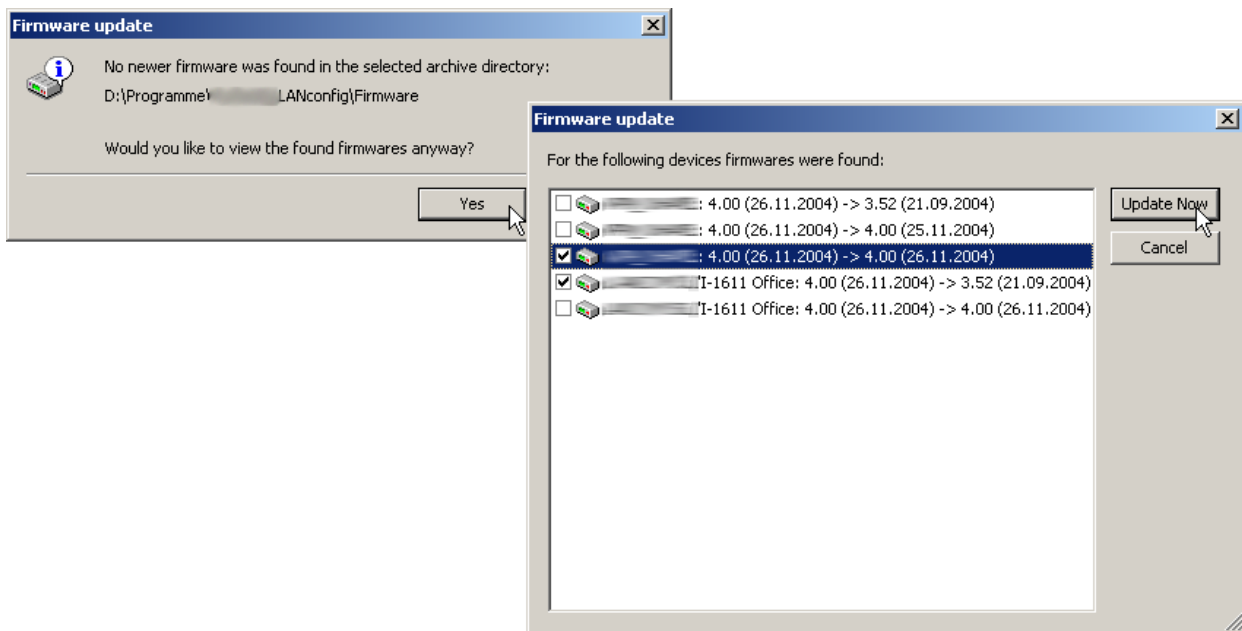 Firmware update
No newer firmware was found in the selected archive directory:
D:\Programme\ LANconfig\Firmware
Would you like to view the found firmwares anyway?
Yes
Firmware update
For the following devices firmwares were found:
: 4.00 (26.11.2004) -> 3.52 (21.09.2004)
: 4.00 (26.11.2004) -> 4.00 (25.11.2004)
: 4.00 (26.11.2004) -> 4.00 (26.11.2004)
I-1611 Office: 4.00 (26.11.2004) -> 3.52 (21.09.2004)
I-1611 Office: 4.00 (26.11.2004) -> 4.00 (26.11.2004)
Update Now
Cancel